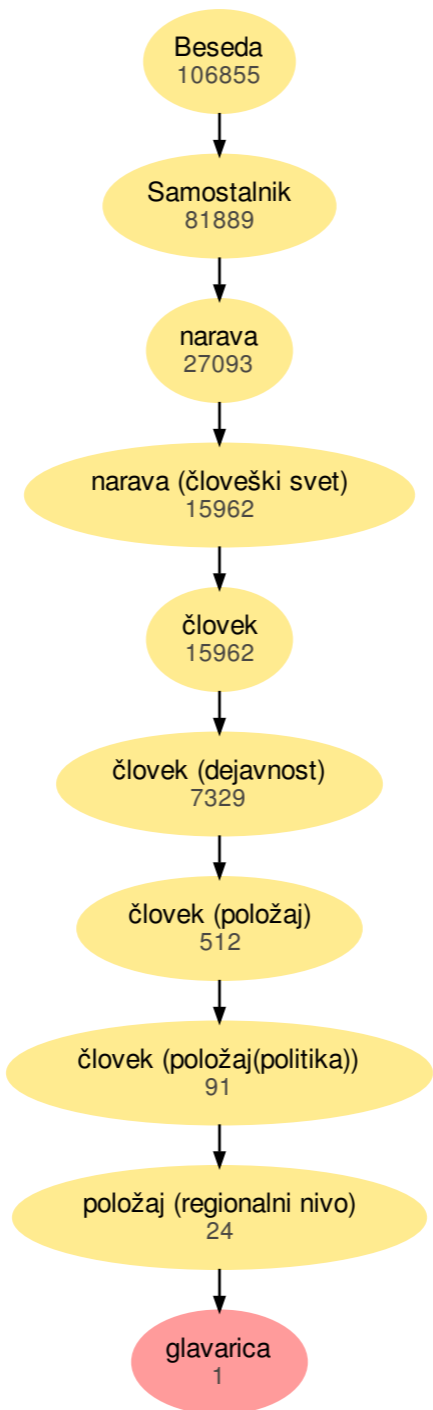 Beseda
106855
Samostalnik
81889
narava
27093
narava (človeški svet)
15962
človek
15962
človek (dejavnost)
7329
človek (položaj)
512
človek (položaj(politika))
91
položaj (regionalni nivo)
24
glavarica
1